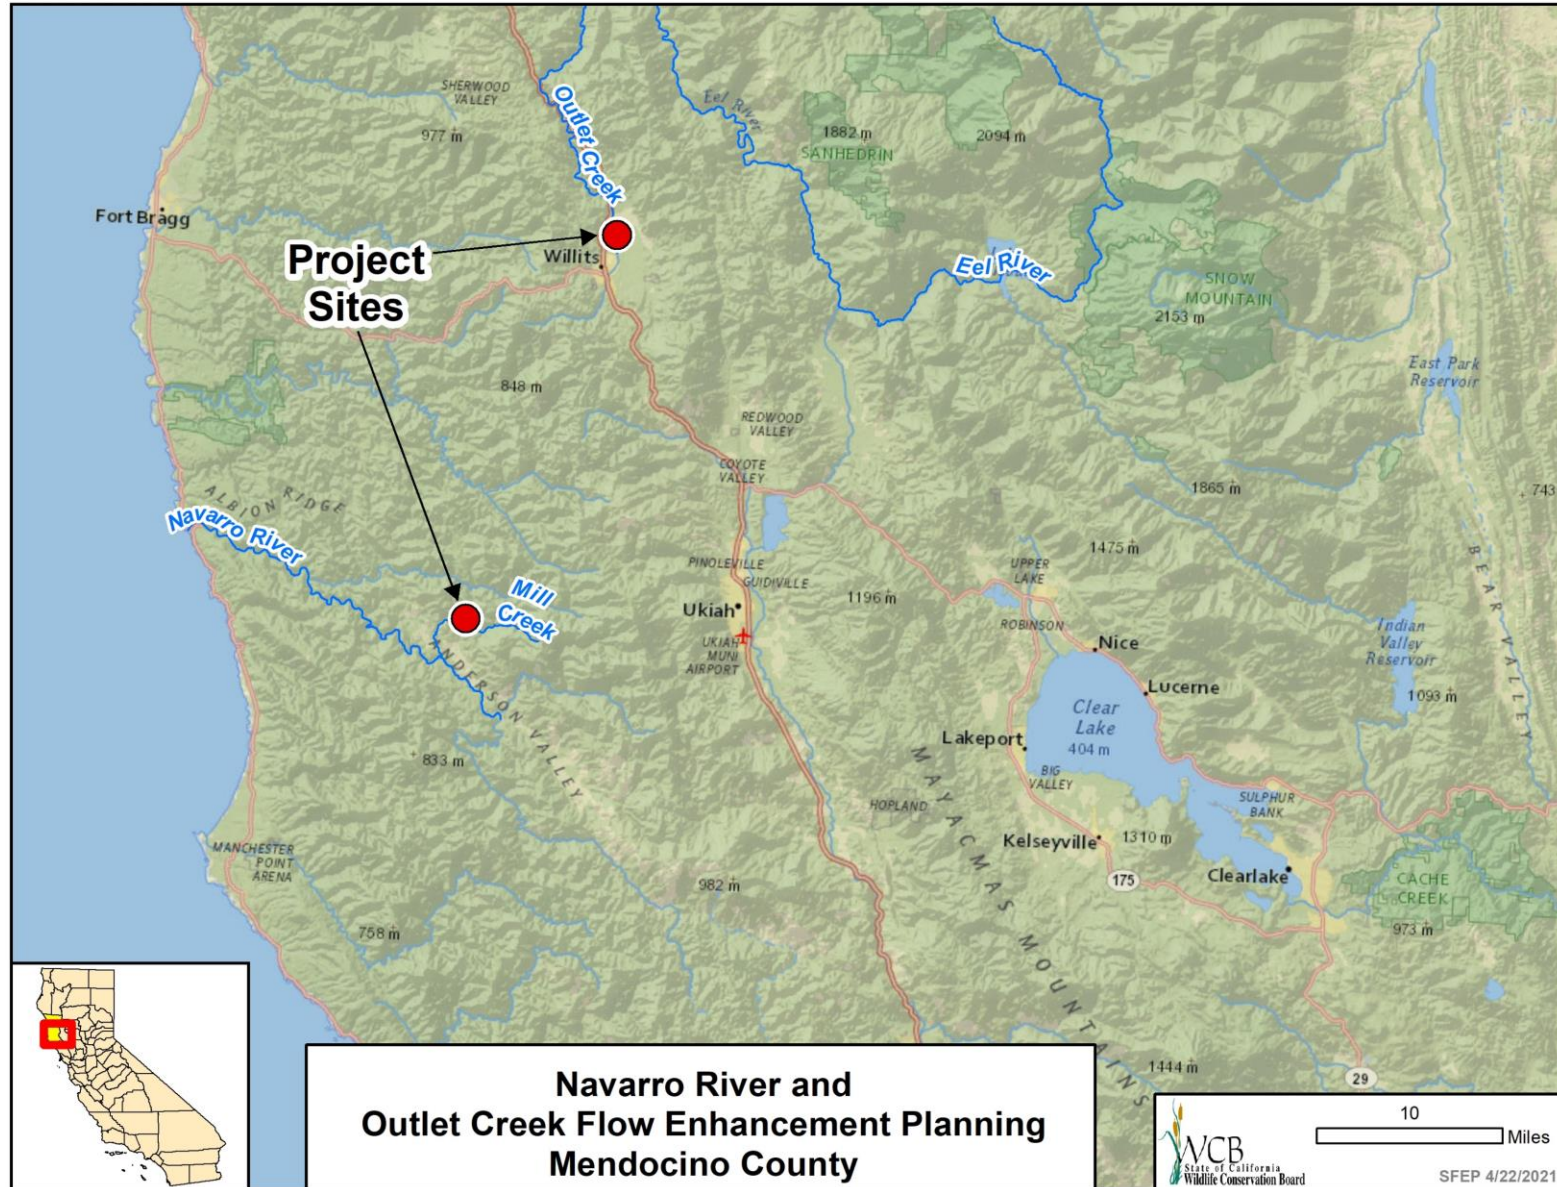 SHERWOOD
VALLEY
977 m
Outlet Creek
Eel River
1882 m
SANHEDRIN
2094 m
Fort Bragg
Project
Sites
Willits
Eel River
SNOW
MOUNTAIN
2153 m
East Park
Reservoir
848 m
REDWOOD
VALLEY
COYOTE
VALLEY
ALBION RIDGE
Navarro River
1865 m
743
BEAR VALLEY
1475 m
PINOLEVILLE
GUIDIVILLE
UPPER
LAKE
Mill
Creek
Ukiah
1196 m
ROBINSON
UKIAH
MUNI
AIRPORT
Nice
Indian
Valley
Reservoir
1093 m
Lucerne
ANDERSON VALLEY
Clear
Lake
404 m
Lakeport
833 m
BIG
VALLEY
MAYACMAS MOUNTAINS
HOPLAND
SULPHUR
BANK
Kelseyville
1310 m
MANCHESTER
POINT
ARENA
175
Clearlake
CACHE
CREEK
982 m
973 m
758 m
1444 m
29
Navarro River and
Outlet Creek Flow Enhancement Planning
Mendocino County
WCB
State of California
Wildlife Conservation Board
10
Miles
SFEP 4/22/2021